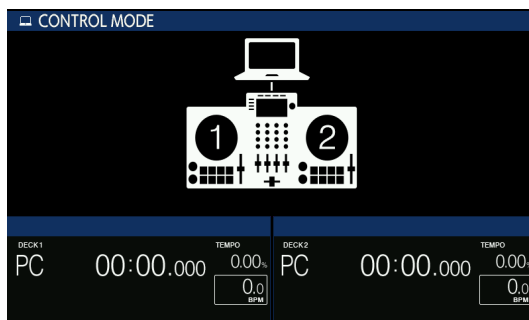 CONTROL MODE
1 2
DECK1 TEMPO DECK2 TEMPO
PC 00:00.000 0.00% PC 00:00.000 0.00%
0.0 0.0
BPM BPM